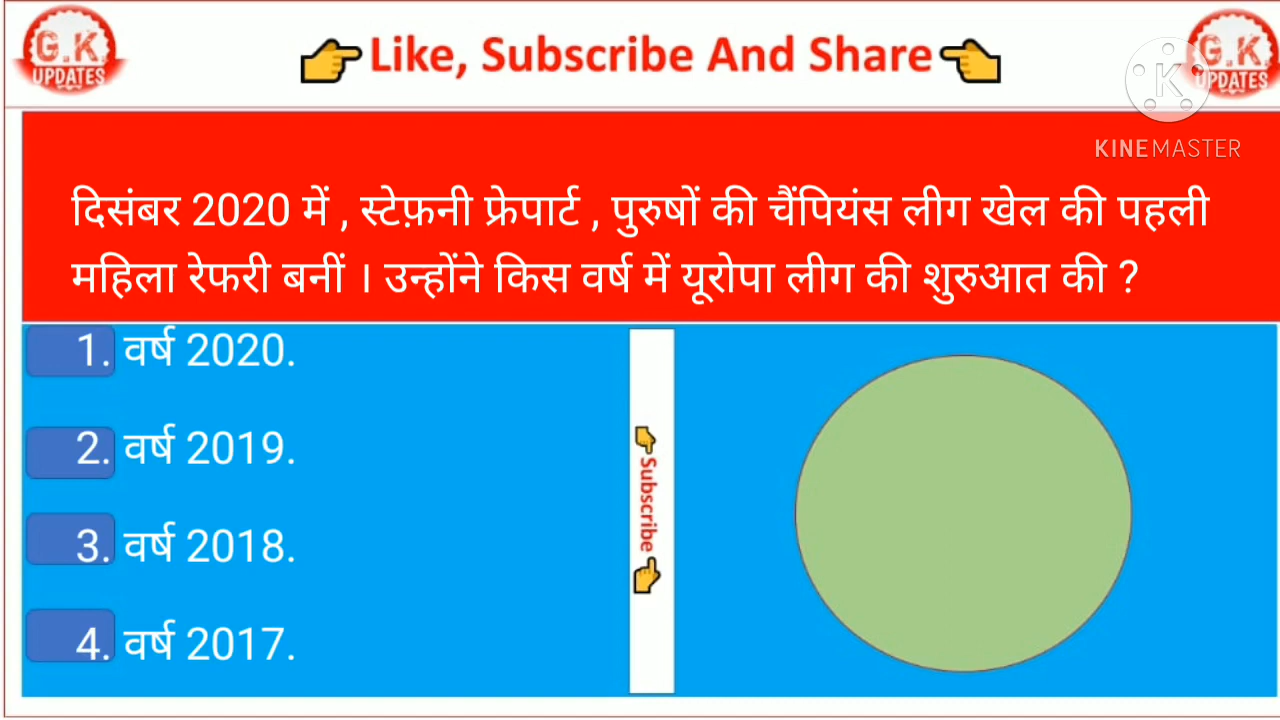 G.K.
UPDATES
👉Like, Subscribe And Share👈
G.K.
UPDATES
K
KINEMASTER
दिसंबर 2020 में , स्टेफ़नी फ्रेपार्ट , पुरुषों की चैंपियंस लीग खेल की पहली
महिला रेफरी बनीं । उन्होंने किस वर्ष में यूरोपा लीग की शुरुआत की ?
1. वर्ष 2020.
2. वर्ष 2019.
3. वर्ष 2018.
4. वर्ष 2017.
👉Subscribe👈